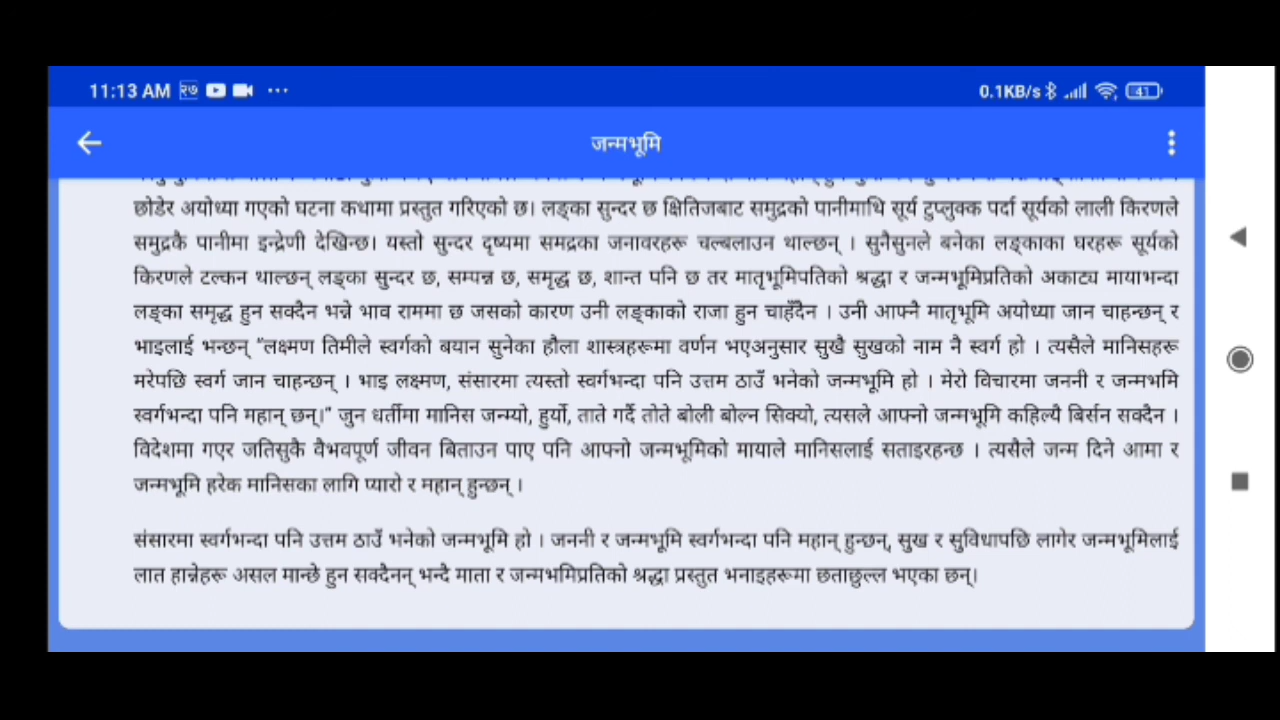 11:13 AM २७
0.1KB/s 41
जन्मभूमि
छोडेर अयोध्या गएको घटना कथामा प्रस्तुत गरिएको छ। लङ्का सुन्दर छ क्षितिजबाट समुद्रको पानीमाथि सूर्य टुप्लुक्क पर्दा सूर्यको लाली किरणले
समुद्रकै पानीमा इन्द्रेणी देखिन्छ। यस्तो सुन्दर दृष्यमा समद्रका जनावरहरू चल्बलाउन थाल्छन् । सुनैसुनले बनेका लङ्काका घरहरू सूर्यको
किरणले टल्कन थाल्छन् लङ्का सुन्दर छ, सम्पन्न छ, समृद्ध छ, शान्त पनि छ तर मातृभूमिपतिको श्रद्धा र जन्मभूमिप्रतिको अकाट्य मायाभन्दा
लङ्का समृद्ध हुन सक्दैन भन्ने भाव राममा छ जसको कारण उनी लङ्काको राजा हुन चाहँदैन । उनी आफ्नै मातृभूमि अयोध्या जान चाहन्छन् र
भाइलाई भन्छन् "लक्ष्मण तिमीले स्वर्गको बयान सुनेका हौला शास्त्रहरूमा वर्णन भएअनुसार सुखै सुखको नाम नै स्वर्ग हो । त्यसैले मानिसहरू
मरेपछि स्वर्ग जान चाहन्छन् । भाइ लक्ष्मण, संसारमा त्यस्तो स्वर्गभन्दा पनि उत्तम ठाउँ भनेको जन्मभूमि हो । मेरो विचारमा जननी र जन्मभमि
स्वर्गभन्दा पनि महान् छन्।" जुन धर्तीमा मानिस जन्म्यो, हुर्यो, ताते गर्दै तोते बोली बोल्न सिक्यो, त्यसले आफ्नो जन्मभूमि कहिल्यै बिर्सन सक्दैन ।
विदेशमा गएर जतिसुकै वैभवपूर्ण जीवन बिताउन पाए पनि आफ्नो जन्मभूमिको मायाले मानिसलाई सताइरहन्छ । त्यसैले जन्म दिने आमा र
जन्मभूमि हरेक मानिसका लागि प्यारो र महान् हुन्छन् ।
संसारमा स्वर्गभन्दा पनि उत्तम ठाउँ भनेको जन्मभूमि हो । जननी र जन्मभूमि स्वर्गभन्दा पनि महान् हुन्छन्, सुख र सुविधापछि लागेर जन्मभूमिलाई
लात हान्नेहरू असल मान्छे हुन सक्दैनन् भन्दै माता र जन्मभमिप्रतिको श्रद्धा प्रस्तुत भनाइहरूमा छताछुल्ल भएका छन्।